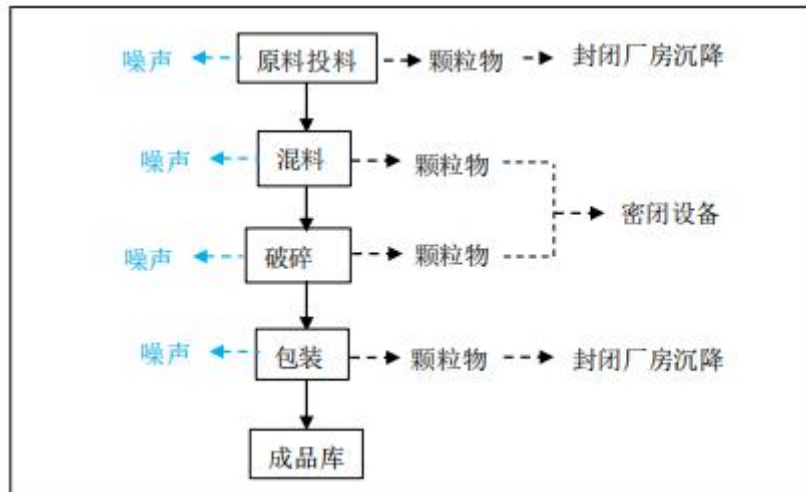 噪声 原料投料 颗粒物 封闭厂房沉降
噪声 混料 颗粒物
密闭设备
噪声 破碎 颗粒物
噪声 包装 颗粒物 封闭厂房沉降
成品库